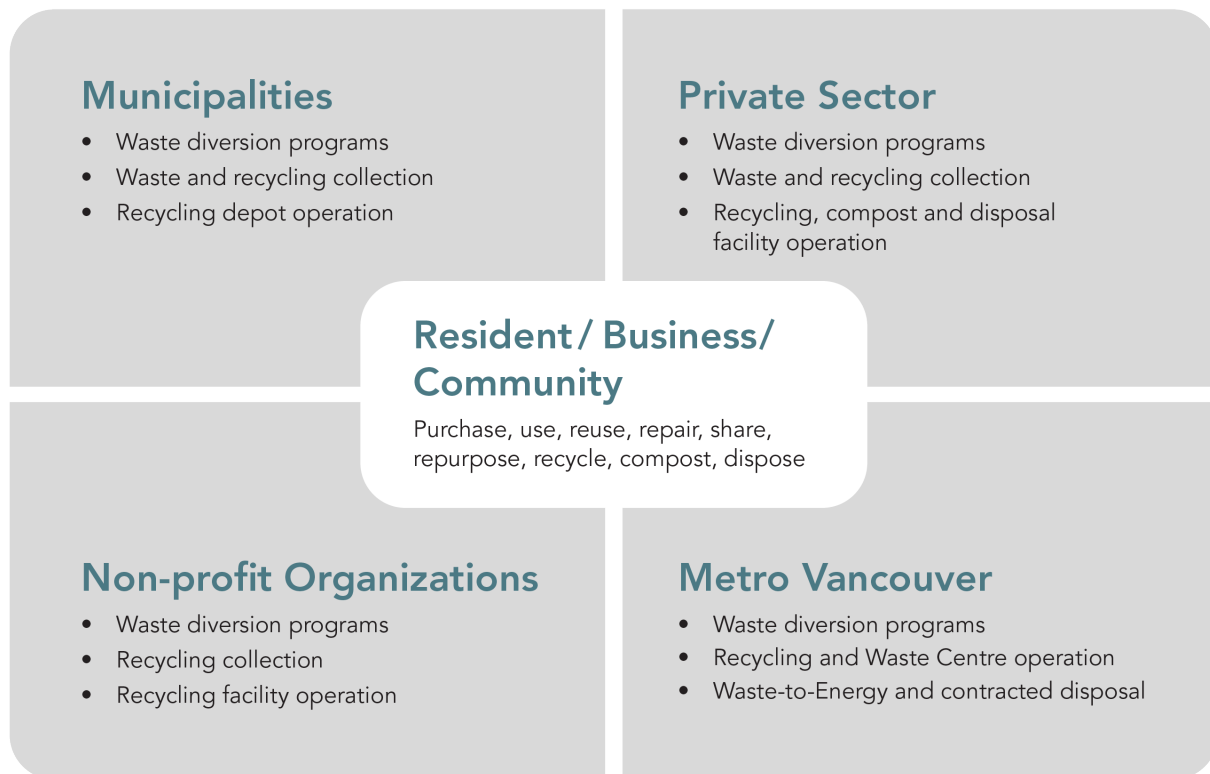 Municipalities
• Waste diversion programs
• Waste and recycling collection
• Recycling depot operation
Private Sector
• Waste diversion programs
• Waste and recycling collection
• Recycling, compost and disposal
facility operation
Resident / Business/
Community
Purchase, use, reuse, repair, share,
repurpose, recycle, compost, dispose
Non-profit Organizations
• Waste diversion programs
• Recycling collection
• Recycling facility operation
Metro Vancouver
• Waste diversion programs
• Recycling and Waste Centre operation
• Waste-to-Energy and contracted disposal